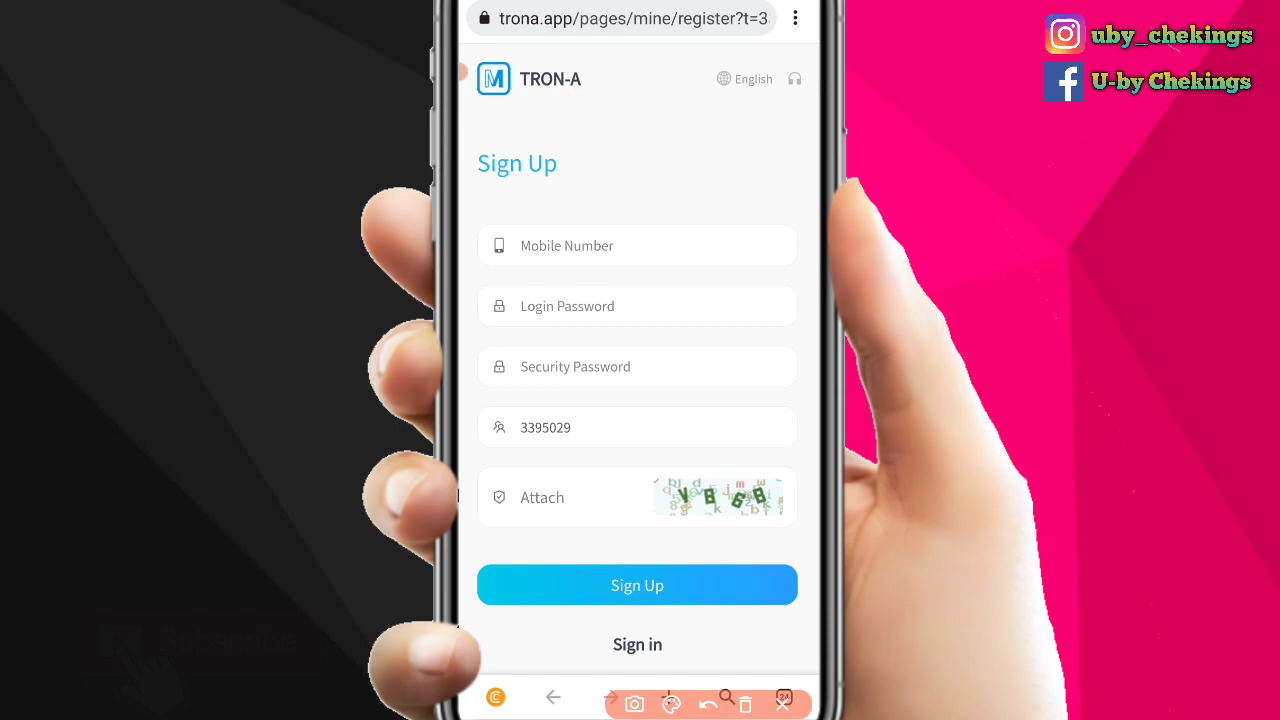 trona.app/pages/mine/register?t=3
uby_chekings
U-by Chekings
TRON-A
English
Sign Up
Mobile Number
Login Password
Security Password
3395029
Attach
Sign Up
Sign in
Subscribe